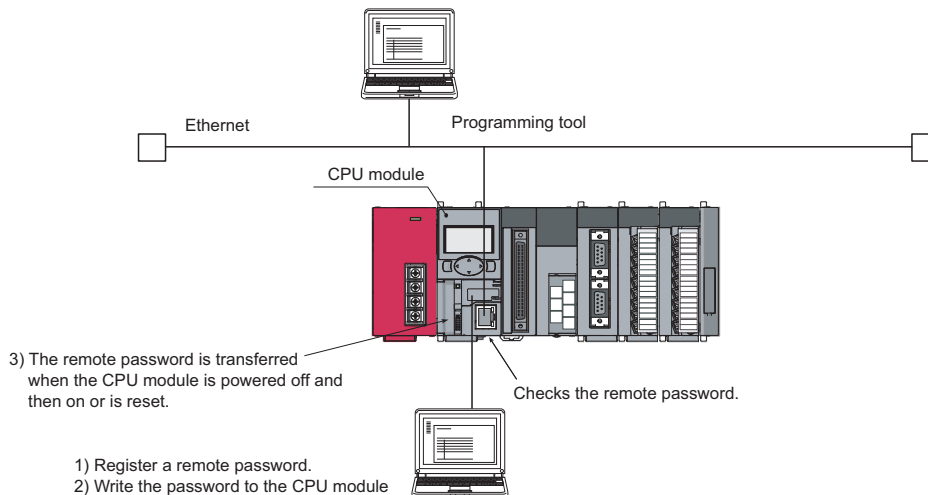 Ethernet
Programming tool
CPU module
3) The remote password is transferred
when the CPU module is powered off and
then on or is reset.
Checks the remote password.
1) Register a remote password.
2) Write the password to the CPU module